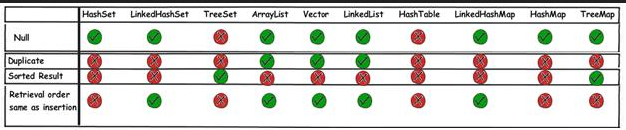 HashSet LinkedHashSet TreeSet ArrayList Vector LinkedList HashTable LinkedHashMap HashMap TreeMap
Null
Duplicate
Sorted Result
Retrieval order
same as insertion